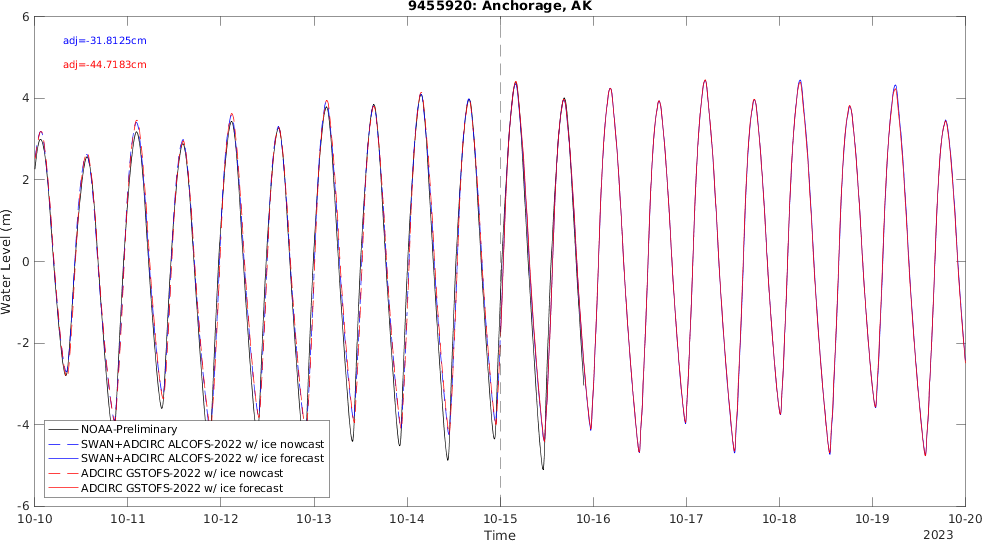 9455920: Anchorage, AK
adj=-31.8125cm
adj=-44.7183cm
Water Level (m)
6
4
2
0
-2
-4
-6
NOAA-Preliminary
SWAN+ADCIRC ALCOFS-2022 w/ ice nowcast
SWAN+ADCIRC ALCOFS-2022 w/ ice forecast
ADCIRC GSTOFS-2022 w/ ice nowcast
ADCIRC GSTOFS-2022 w/ ice forecast
10-10 10-11 10-12 10-13 10-14 10-15 10-16 10-17 10-18 10-19 10-20
Time
2023